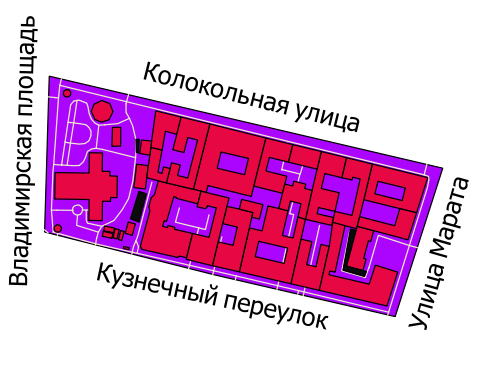 Владимирская площадь
Колокольная улица
Улица Марата
Кузнечный переулок